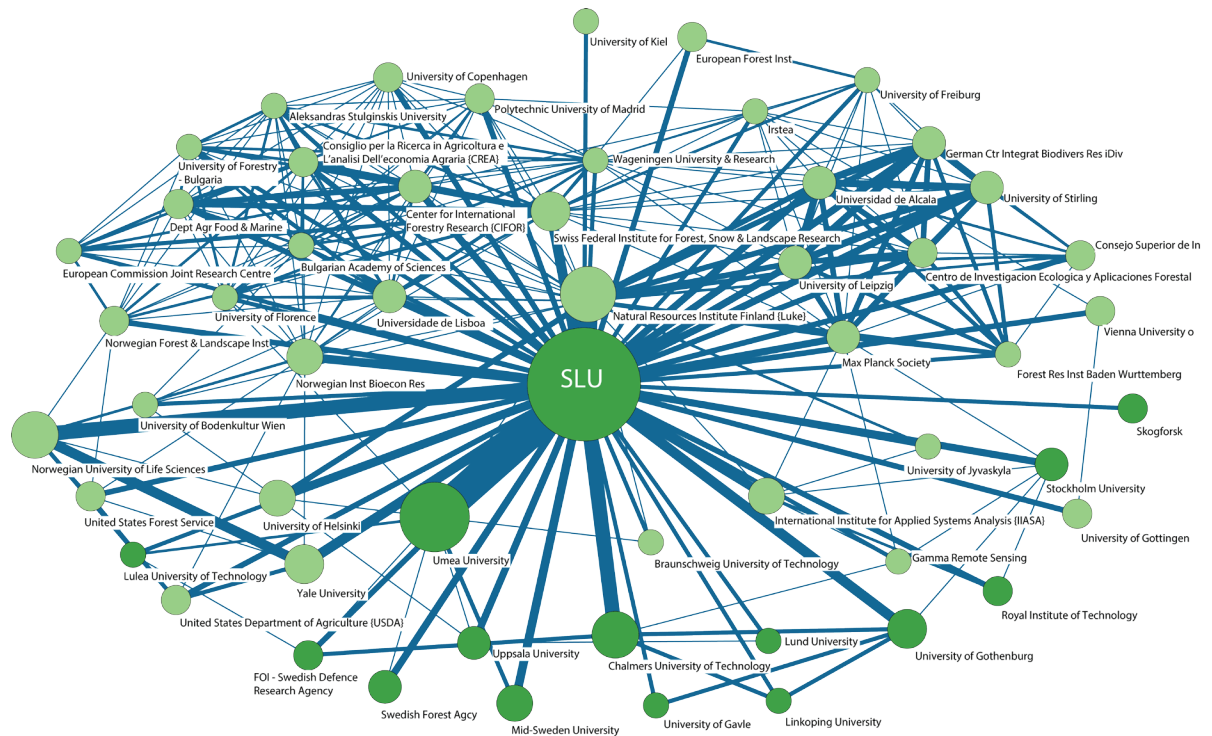 University of Kiel
European Forest Inst
University of Copenhagen
University of Freiburg
Polytechnic University of Madrid
Aleksandras Stulginskis University
Irstea
Consiglio per la Ricerca in Agricoltura e
L'analisi Dell'economia Agraria {CREA}
German Ctr Integrat Biodivers Res iDiv
Wageningen University & Research
University of Forestry
- Bulgaria
Universidad de Alcala
University of Stirling
Center for International
Forestry Research {CIFOR}
Dept Agr Food & Marine
Swiss Federal Institute for Forest, Snow & Landscape Research
Consejo Superior de In
European Commission Joint Research Centre
Bulgarian Academy of Sciences
Centro de Investigacion Ecologica y Aplicaciones Forestal
University of Leipzig
University of Florence
Universidade de Lisboa
Natural Resources Institute Finland {Luke}
Vienna University o
Norwegian Forest & Landscape Inst
Max Planck Society
Forest Res Inst Baden Wurttemberg
SLU
Norwegian Inst Bioecon Res
University of Bodenkultur Wien
Skogforsk
Norwegian University of Life Sciences
University of Jyvaskyla
Stockholm University
United States Forest Service
University of Helsinki
International Institute for Applied Systems Analysis {IIASA}
University of Gottingen
Umea University
Braunschweig University of Technology
Gamma Remote Sensing
Lulea University of Technology
Yale University
Royal Institute of Technology
United States Department of Agriculture {USDA}
Uppsala University
Lund University
University of Gothenburg
Chalmers University of Technology
FOI - Swedish Defence
Research Agency
Swedish Forest Agcy
Mid-Sweden University
University of Gavle
Linkoping University